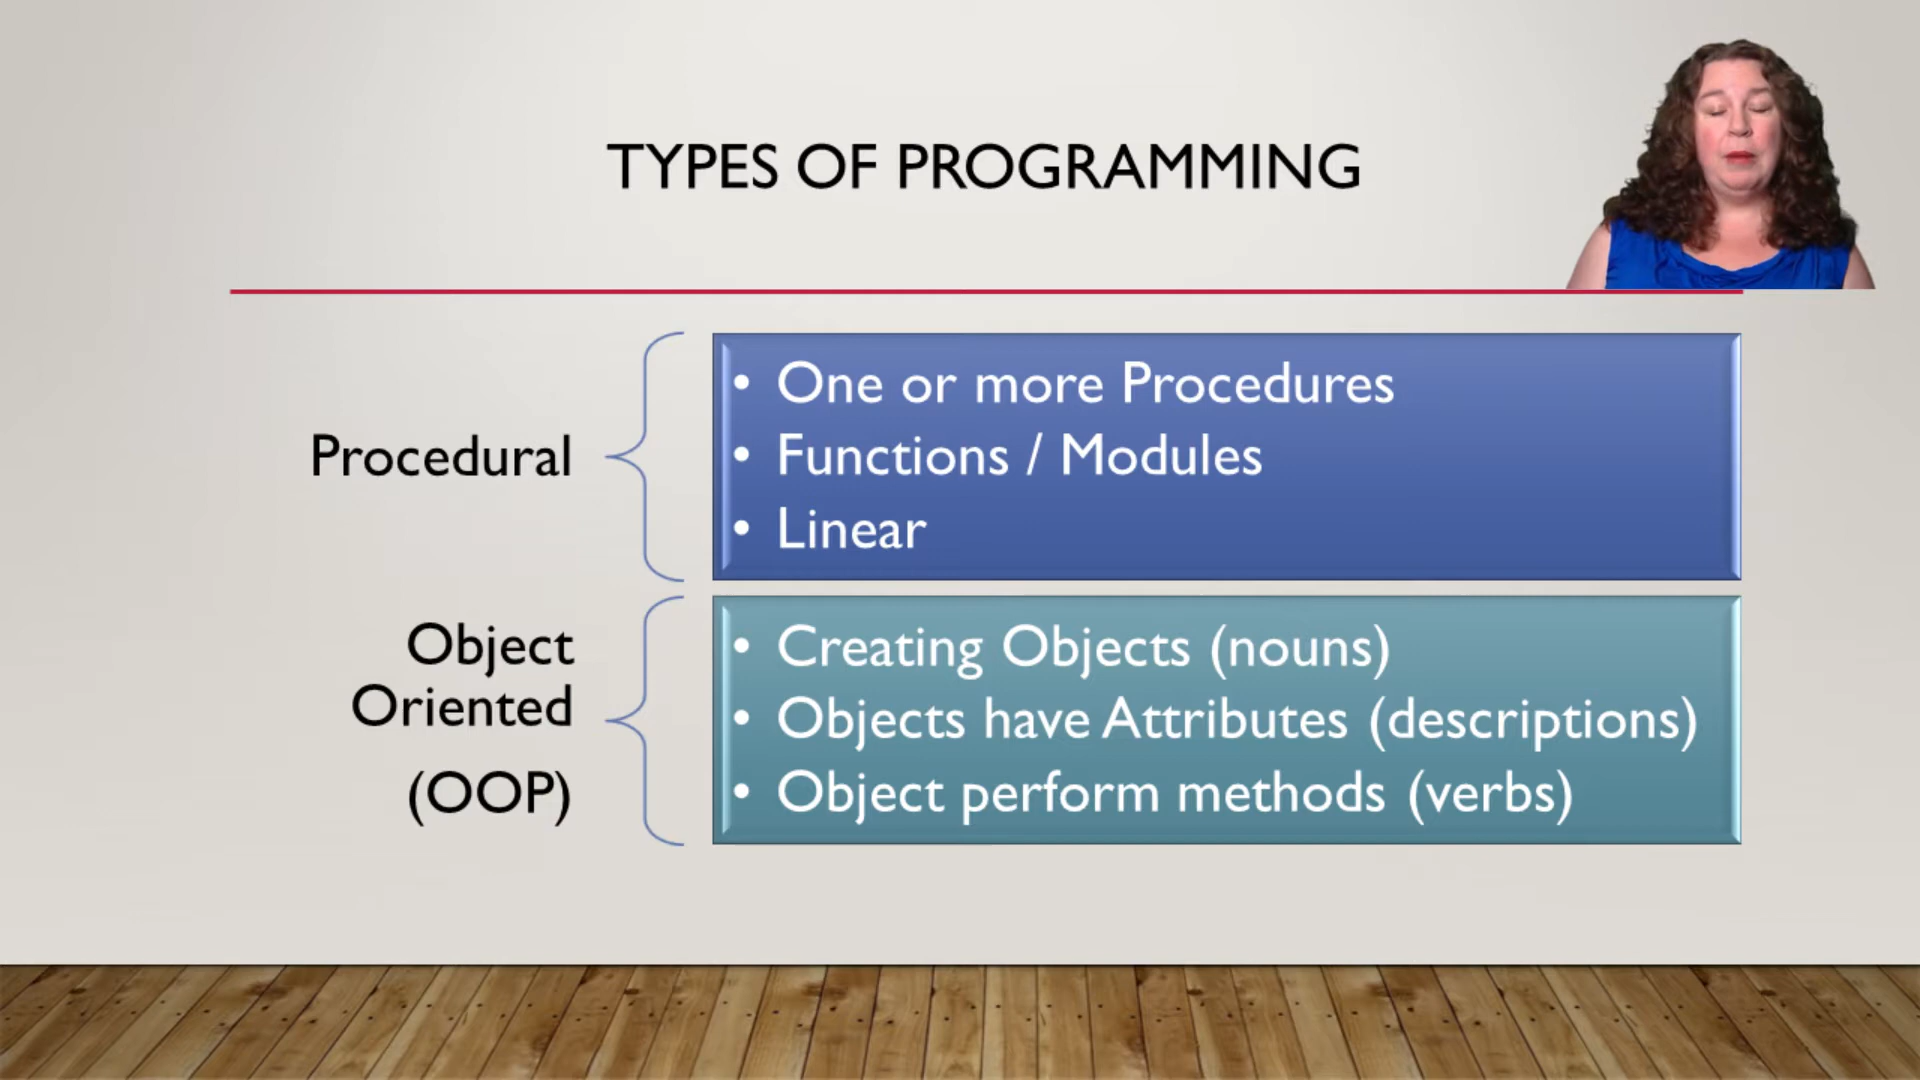 TYPES OF PROGRAMMING
Procedural
• One or more Procedures
• Functions / Modules
• Linear
Object
Oriented
(OOP)
• Creating Objects (nouns)
• Objects have Attributes (descriptions)
• Object perform methods (verbs)